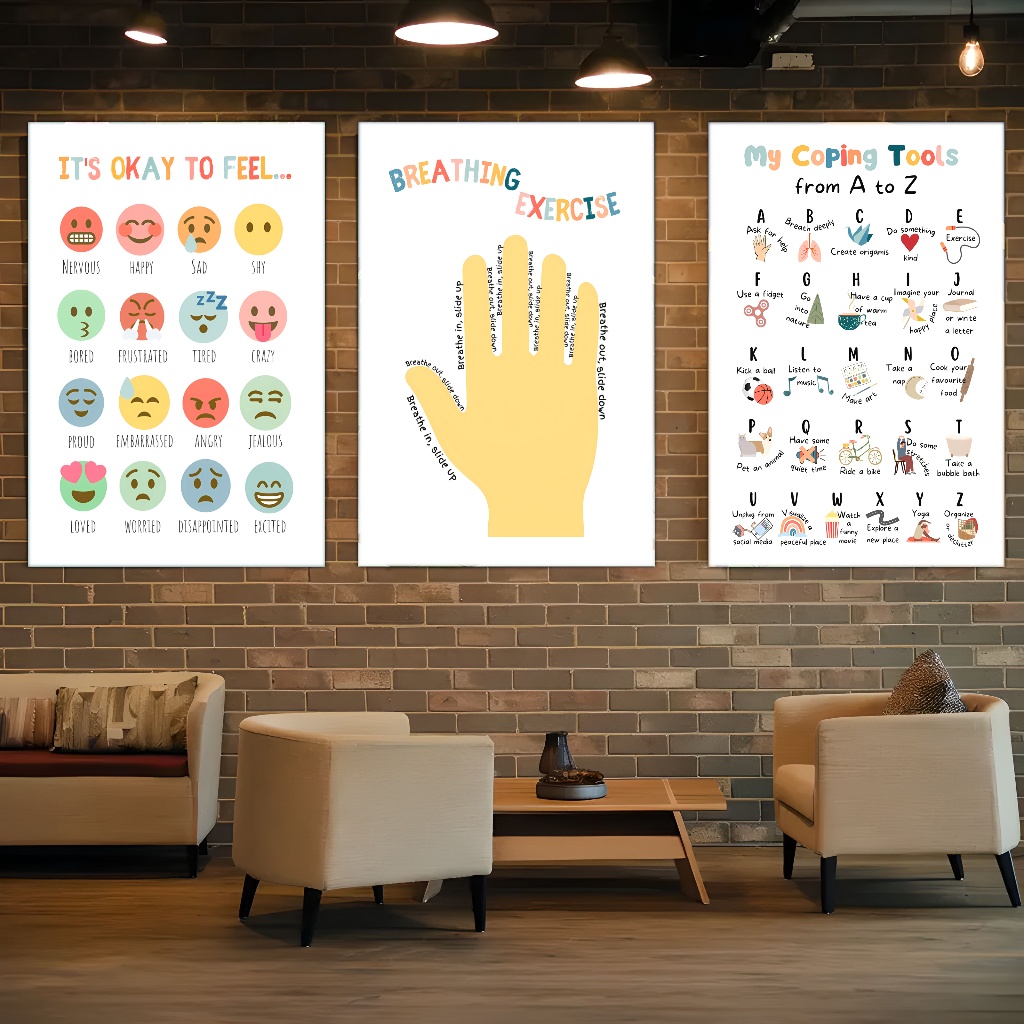 IT'S OKAY TO FEEL...
NERVOUS HAPPY SAD SHY
BORED FRUSTRATED TIRED CRAZY
ZZZ
PROUD EMBARRASSED ANGRY JEALOUS
LOVED WORRIED DISAPPOINTED EXCITED
BREATHING
EXERCISE
Breathe in, slide up
Breathe out, slide down
Breathe in, slide up
Breathe out, slide down
Breathe in, slide up
Breathe out, slide down
Breathe in, slide up
Breathe out, slide down
Breathe in, slide up
Breathe out, slide down
My Coping Tools
from A to Z
A
Ask for help
B
Breath deeply
C
Create origamis
D
Do something
kind
E
Exercise
F
Use a fidget
G
Go
into
nature
H
Have a cup
of warm
tea
I
Imagine your
happy place
J
Journal
or write
a letter
K
Kick a ball
L
Listen to
music
M
Make art
N
Take a
nap
O
Cook your
favourite
food
P
Pet an animal
Q
Have some
quiet time
R
Ride a bike
S
Do some
stretches
T
Take a
bubble bath
U
Unplug from
social media
V
Visualize a
peaceful place
W
Watch
a
funny
movie
X
Explore a
new place
Y
Yoga
Z
Organize
& declutter